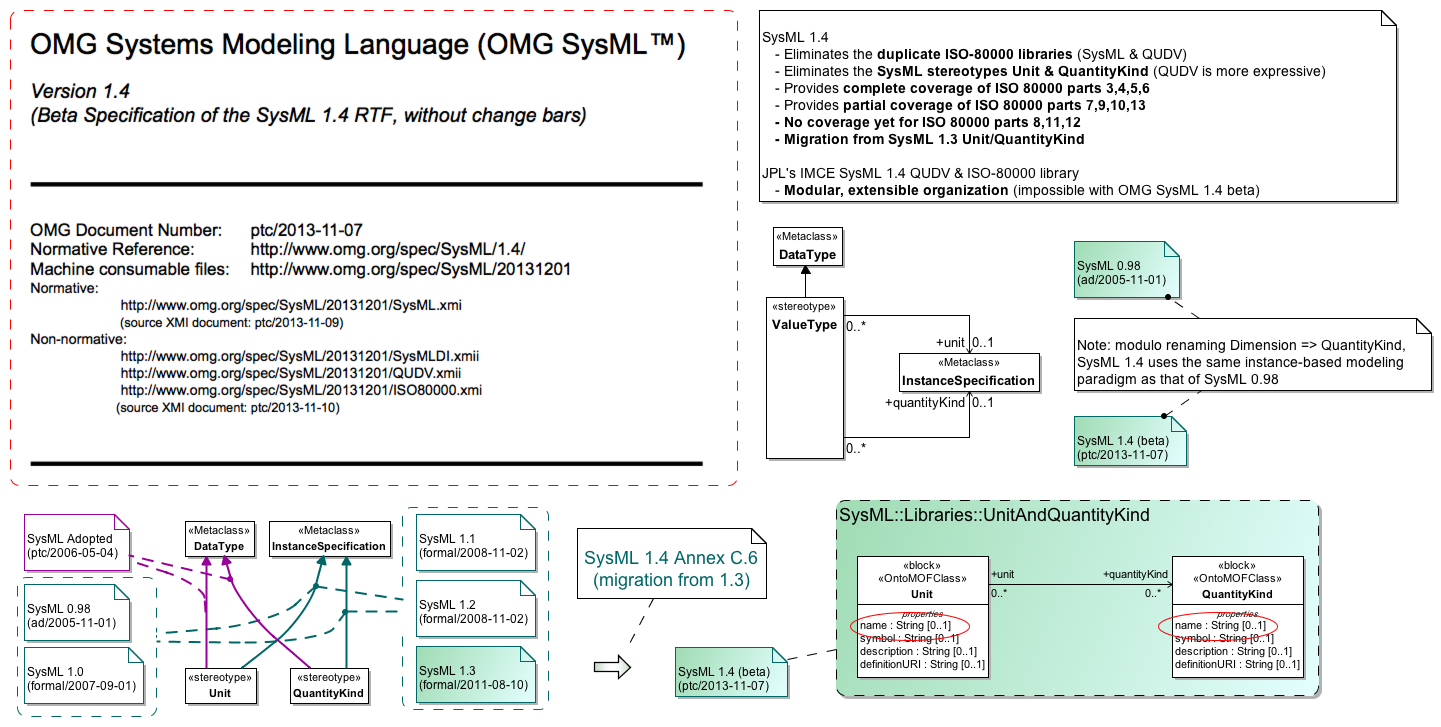 OMG Systems Modeling Language (OMG SysML™)
Version 1.4
(Beta Specification of the SysML 1.4 RTF, without change bars)
OMG Document Number: ptc/2013-11-07
Normative Reference: http://www.omg.org/spec/SysML/1.4/
Machine consumable files: http://www.omg.org/spec/SysML/20131201
Normative:
http://www.omg.org/spec/SysML/20131201/SysML.xmi
(source XMI document: ptc/2013-11-09)
Non-normative:
http://www.omg.org/spec/SysML/20131201/SysMLDI.xmii
http://www.omg.org/spec/SysML/20131201/QUDV.xmii
http://www.omg.org/spec/SysML/20131201/ISO80000.xmi
(source XMI document: ptc/2013-11-10)
SysML 1.4
- Eliminates the duplicate ISO-80000 libraries (SysML & QUDV)
- Eliminates the SysML stereotypes Unit & QuantityKind (QUDV is more expressive)
- Provides complete coverage of ISO 80000 parts 3,4,5,6
- Provides partial coverage of ISO 80000 parts 7,9,10,13
- No coverage yet for ISO 80000 parts 8,11,12
- Migration from SysML 1.3 Unit/QuantityKind
JPL's IMCE SysML 1.4 QUDV & ISO-80000 library
- Modular, extensible organization (impossible with OMG SysML 1.4 beta)
«Metaclass»
DataType
«stereotype»
ValueType
0..*
+unit 0..1
«Metaclass»
InstanceSpecification
+quantityKind 0..1
0..*
SysML 0.98
(ad/2005-11-01)
Note: modulo renaming Dimension => QuantityKind,
SysML 1.4 uses the same instance-based modeling
paradigm as that of SysML 0.98
SysML 1.4 (beta)
(ptc/2013-11-07)
SysML Adopted
(ptc/2006-05-04)
SysML 0.98
(ad/2005-11-01)
SysML 1.0
(formal/2007-09-01)
«Metaclass»
DataType
«Metaclass»
InstanceSpecification
«stereotype»
Unit
«stereotype»
QuantityKind
SysML 1.1
(formal/2008-11-02)
SysML 1.2
(formal/2008-11-02)
SysML 1.3
(formal/2011-08-10)
SysML 1.4 Annex C.6
(migration from 1.3)
SysML 1.4 (beta)
(ptc/2013-11-07)
SysML::Libraries::UnitAndQuantityKind
«block»
«OntoMOFClass»
Unit
properties
name : String [0..1]
symbol : String [0..1]
description : String [0..1]
definitionURI : String [0..1]
+unit +quantityKind
0..* 0..*
«block»
«OntoMOFClass»
QuantityKind
properties
name : String [0..1]
symbol : String [0..1]
description : String [0..1]
definitionURI : String [0..1]